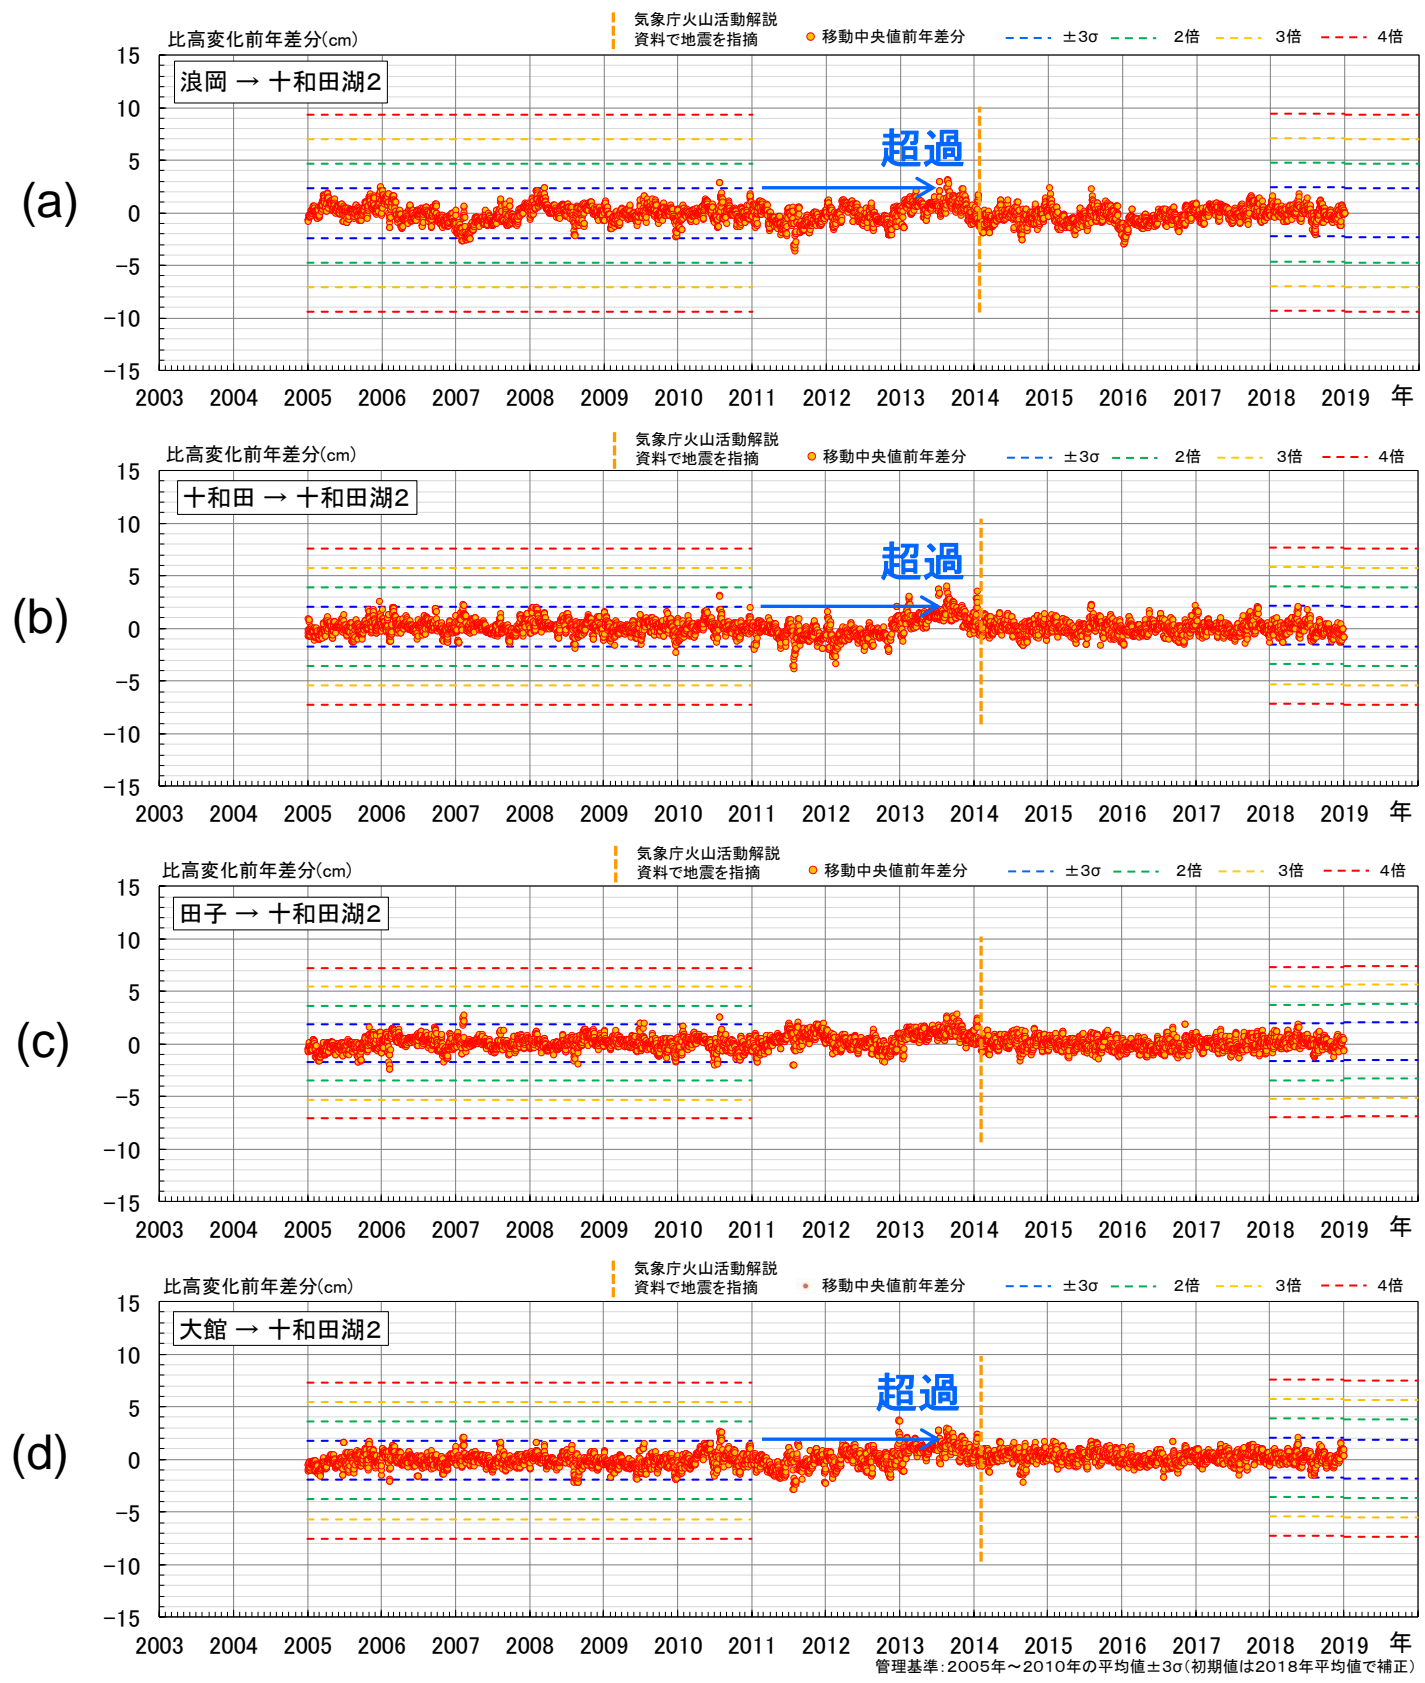 気象庁火山活動解説
資料で地震を指摘
比高変化前年差分(cm)
移動中央値前年差分
±3σ
2倍
3倍
4倍
浪岡 → 十和田湖2
超過
(a)
15
10
5
0
-5
-10
-15
2003 2004 2005 2006 2007 2008 2009 2010 2011 2012 2013 2014 2015 2016 2017 2018 2019 年
気象庁火山活動解説
資料で地震を指摘
比高変化前年差分(cm)
移動中央値前年差分
±3σ
2倍
3倍
4倍
十和田 → 十和田湖2
超過
(b)
15
10
5
0
-5
-10
-15
2003 2004 2005 2006 2007 2008 2009 2010 2011 2012 2013 2014 2015 2016 2017 2018 2019 年
気象庁火山活動解説
資料で地震を指摘
比高変化前年差分(cm)
移動中央値前年差分
±3σ
2倍
3倍
4倍
田子 → 十和田湖2
(c)
15
10
5
0
-5
-10
-15
2003 2004 2005 2006 2007 2008 2009 2010 2011 2012 2013 2014 2015 2016 2017 2018 2019 年
気象庁火山活動解説
資料で地震を指摘
比高変化前年差分(cm)
移動中央値前年差分
±3σ
2倍
3倍
4倍
大館 → 十和田湖2
超過
(d)
15
10
5
0
-5
-10
-15
2003 2004 2005 2006 2007 2008 2009 2010 2011 2012 2013 2014 2015 2016 2017 2018 2019 年
管理基準:2005年～2010年の平均値±3σ(初期値は2018年平均値で補正)